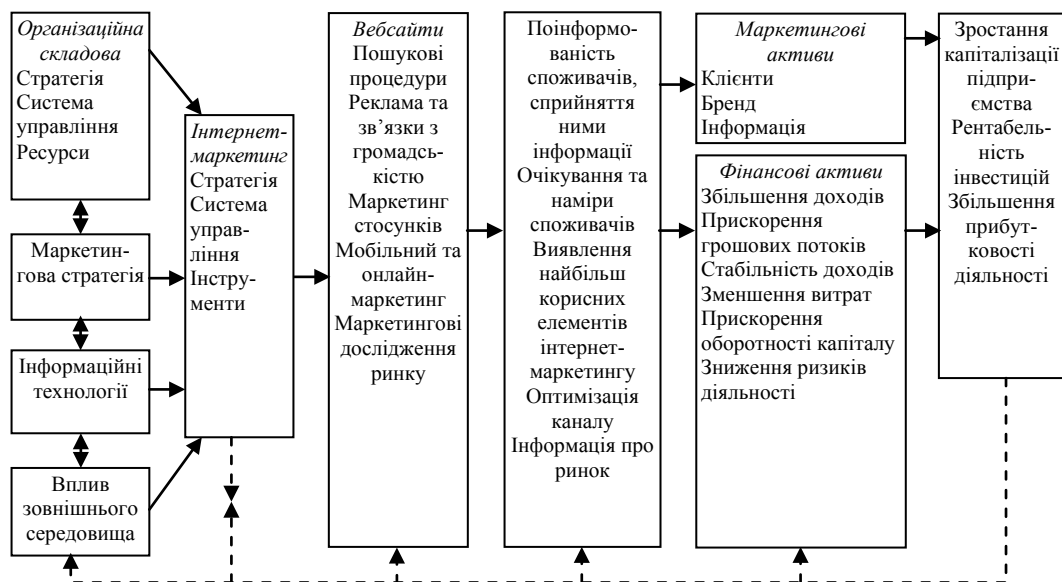 Організаційна
складова
Стратегія
Система
управління
Ресурси
Маркетин-
гова стратегія
Інформаційні
технології
Вплив
зовнішнього
середовища
Інтернет-
маркетинг
Стратегія
Система
управ-
ління
Інстру-
менти
Вебсайти
Пошукові
процедури
Реклама та
зв’язки з
громадсь-
кістю
Маркетинг
стосунків
Мобільний та
онлайн-
маркетинг
Маркетингові
дослідження
ринку
Поінформо-
ваність
споживачів,
сприйняття
ними
інформації
Очікування та
наміри
споживачів
Виявлення
найбільш
корисних
елементів
інтернет-
маркетингу
Оптимізація
каналу
Інформація про
ринок
Маркетингові
активи
Клієнти
Бренд
Інформація
Фінансові активи
Збільшення доходів
Прискорення
грошових потоків
Стабільність доходів
Зменшення витрат
Прискорення
оборотності капіталу
Зниження ризиків
діяльності
Зростання
капіталізації
підпри-
ємства
Рентабель-
ність
інвестицій
Збільшення
прибут-
ковості
діяльності